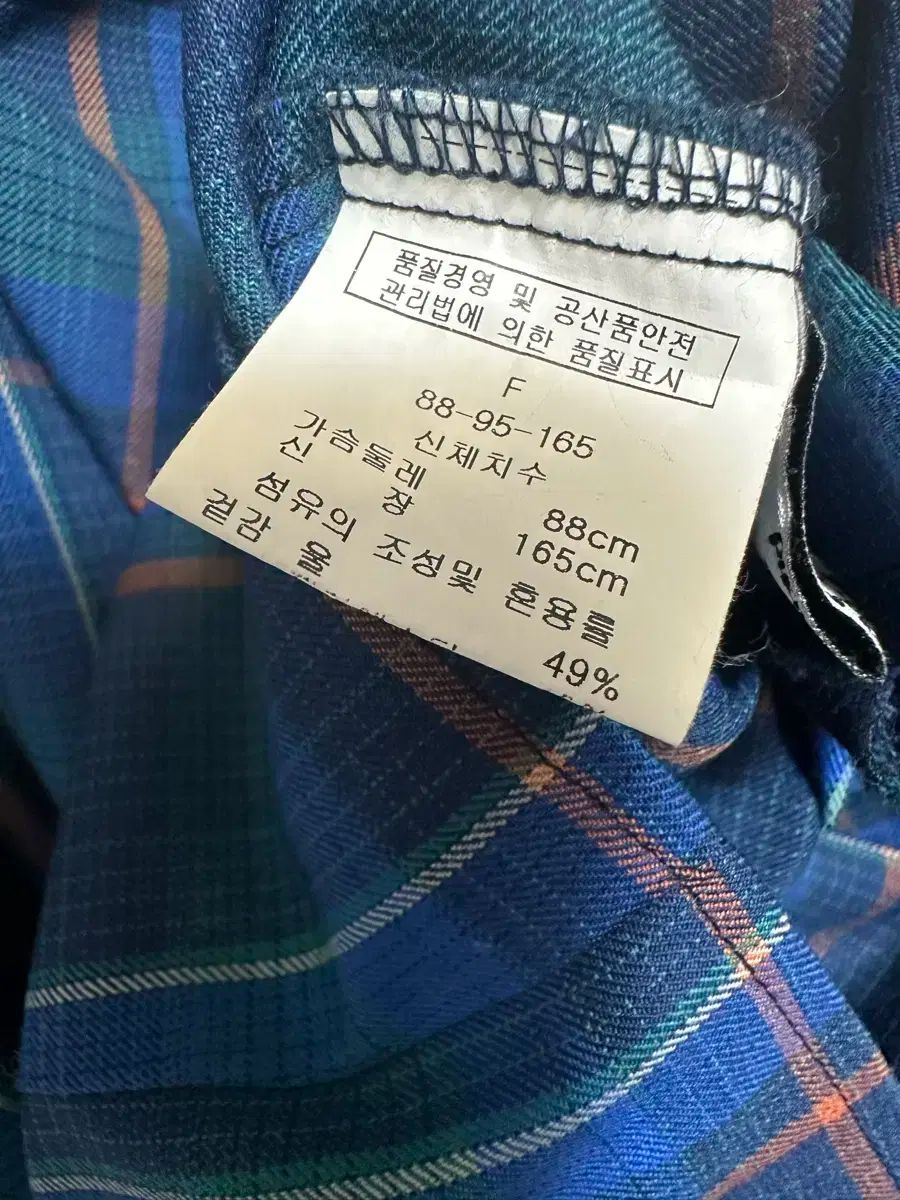 품질경영 및 공산품안전
관리법에 의한 품질표시
F
88-95-165
신체치수
가슴둘레 88cm
신 장 165cm
섬유의 조성및 혼용률
겉감 울 49%